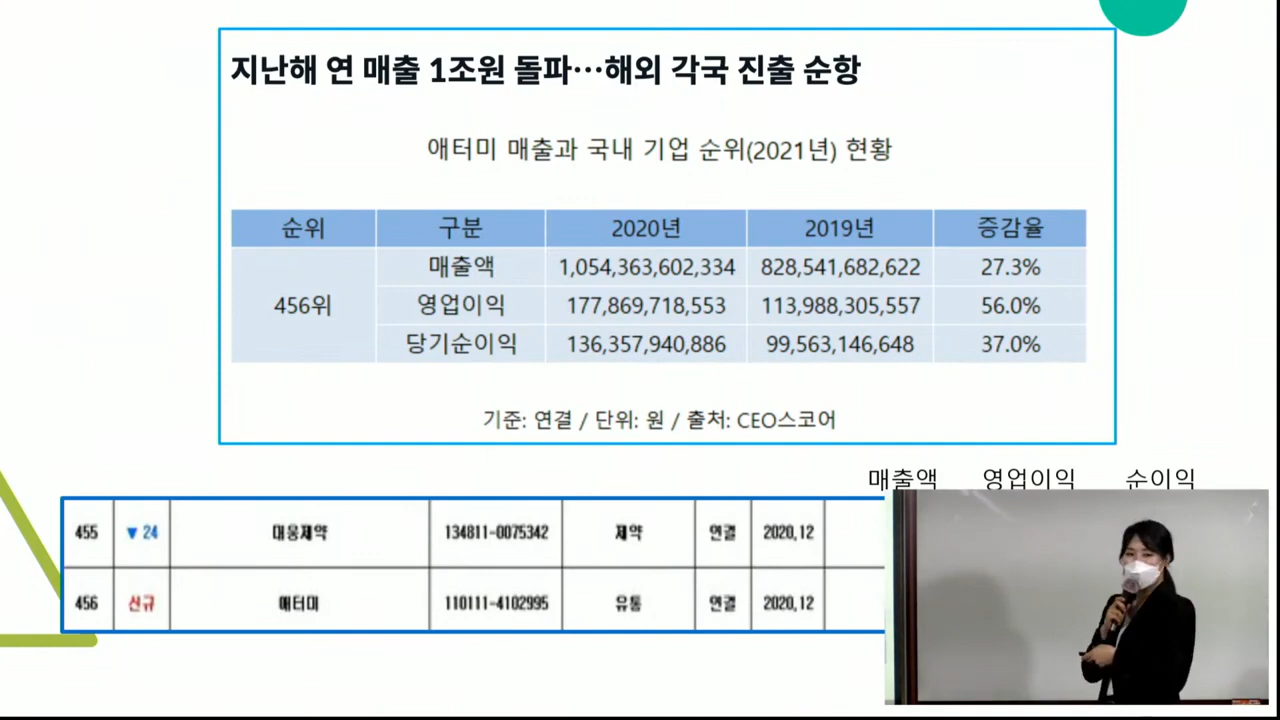 지난해 연 매출 1조원 돌파…해외 각국 진출 순항
애터미 매출과 국내 기업 순위(2021년) 현황
순위 구분 2020년 2019년 증감율
456위 매출액 1,054,363,602,334 828,541,682,622 27.3%
영업이익 177,869,718,553 113,988,305,557 56.0%
당기순이익 136,357,940,886 99,563,146,648 37.0%
기준: 연결 / 단위: 원 / 출처: CEO스코어
매출액 영업이익 순이익
455 ▼ 24 대웅제약 134811-0075342 제약 연결 2020.12
456 신규 애터미 110111-4102995 유통 연결 2020.12